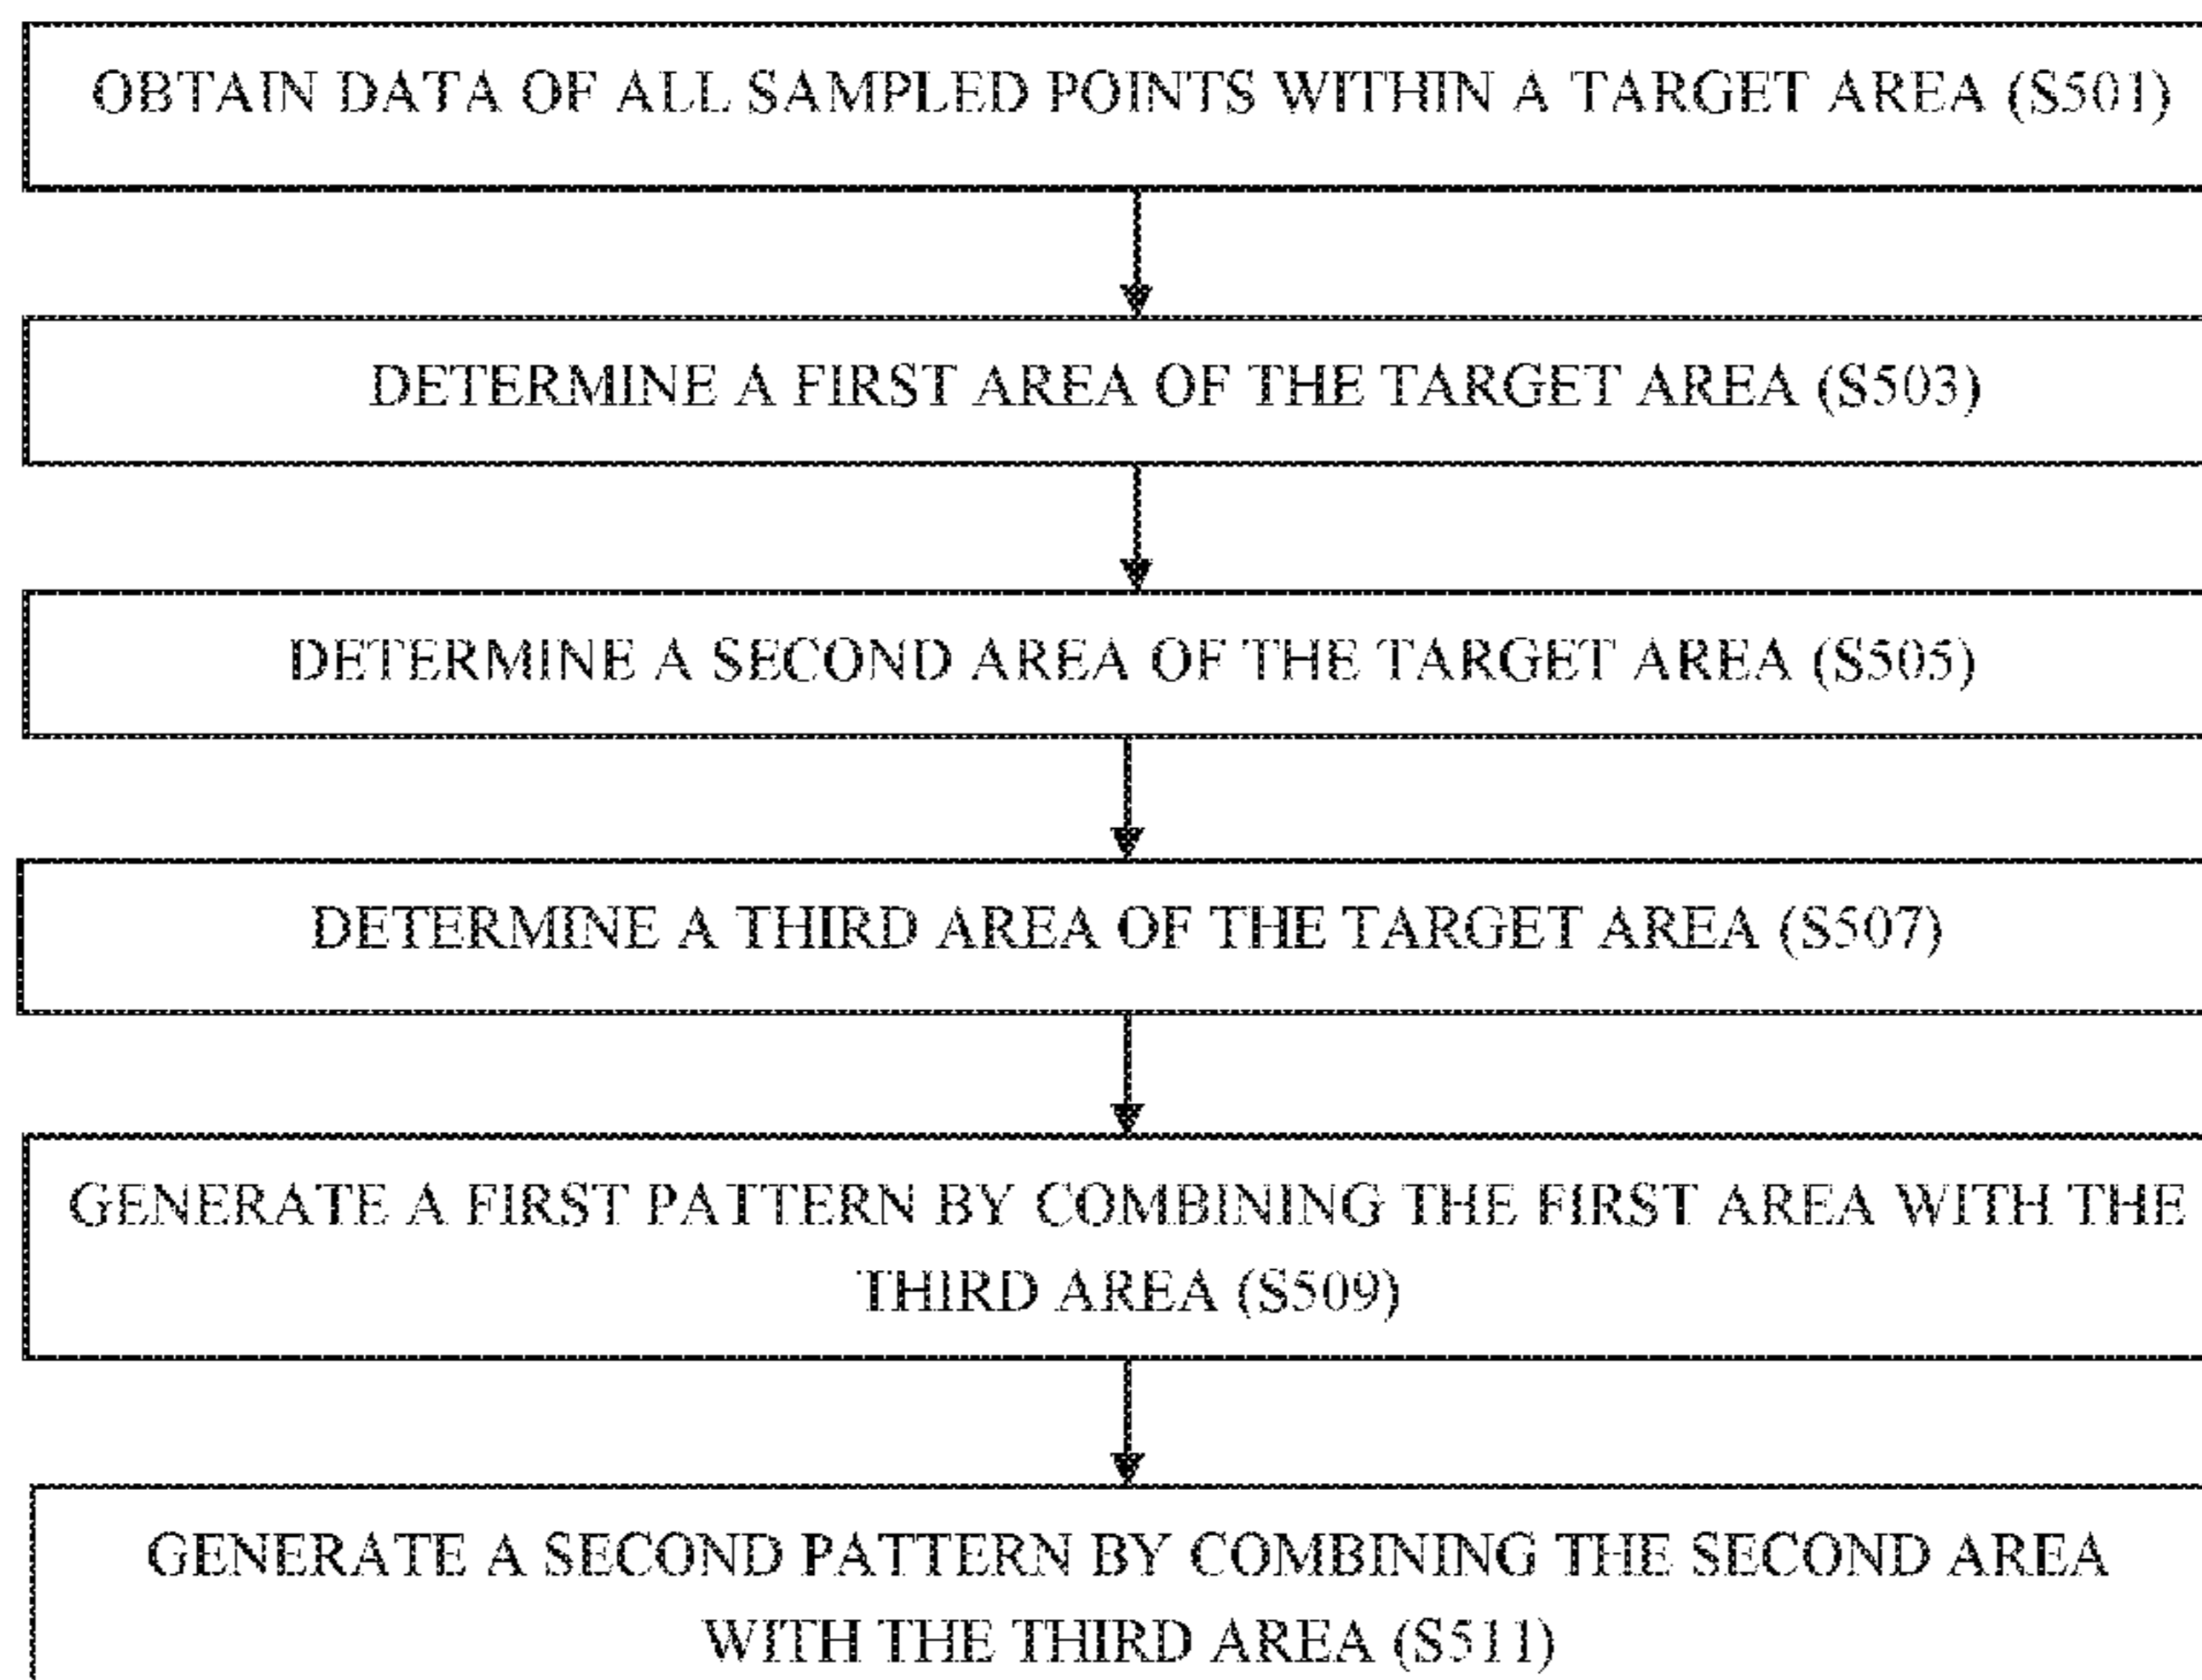 OBTAIN DATA OF ALL SAMPLED POINTS WITHIN A TARGET AREA (S501)
DETERMINE A FIRST AREA OF THE TARGET AREA (S503)
DETERMINE A SECOND AREA OF THE TARGET AREA (S505)
DETERMINE A THIRD AREA OF THE TARGET AREA (S507)
GENERATE A FIRST PATTERN BY COMBINING THE FIRST AREA WITH THE
THIRD AREA (S509)
GENERATE A SECOND PATTERN BY COMBINING THE SECOND AREA
WITH THE THIRD AREA (S511)